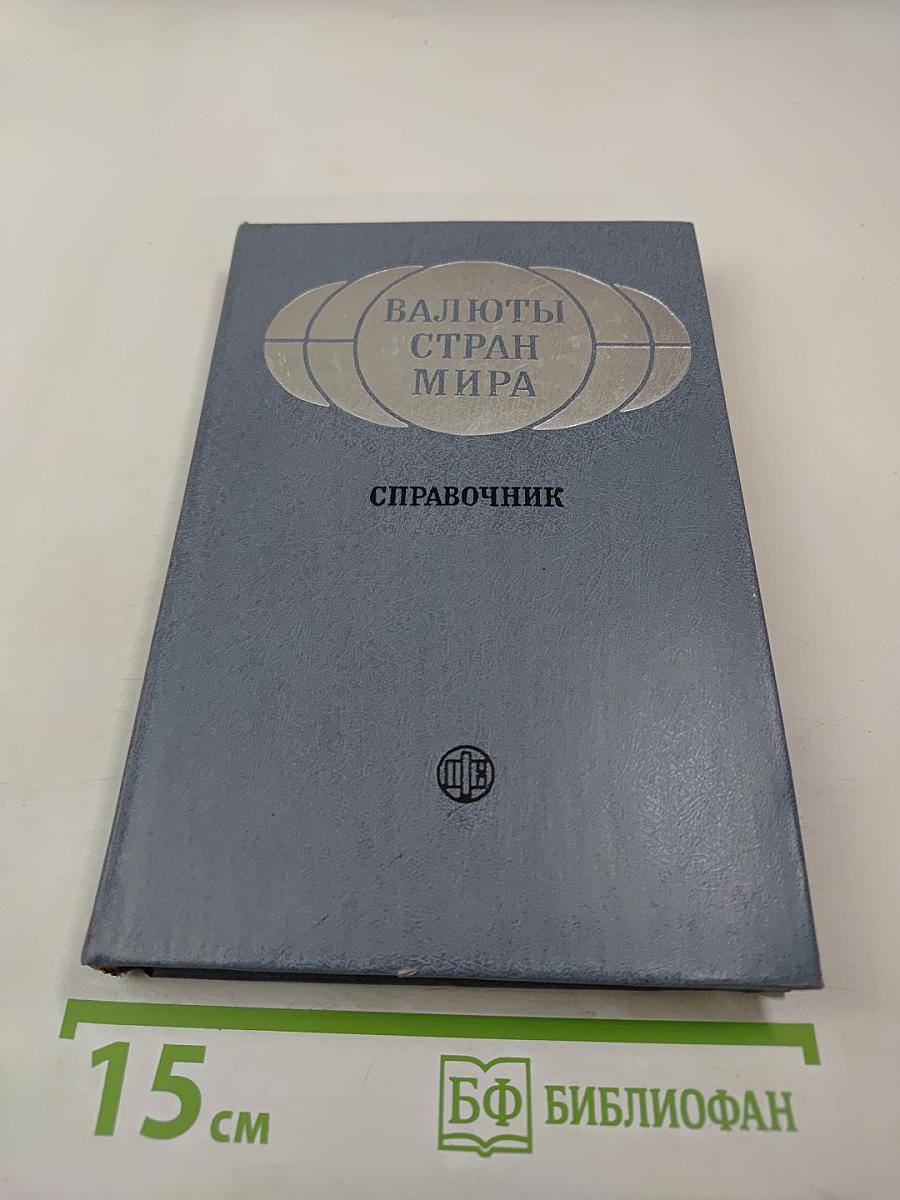 ВАЛЮТЫ
СТРАН
МИРА
СПРАВОЧНИК
15 см
БФ БИБЛИОФАН